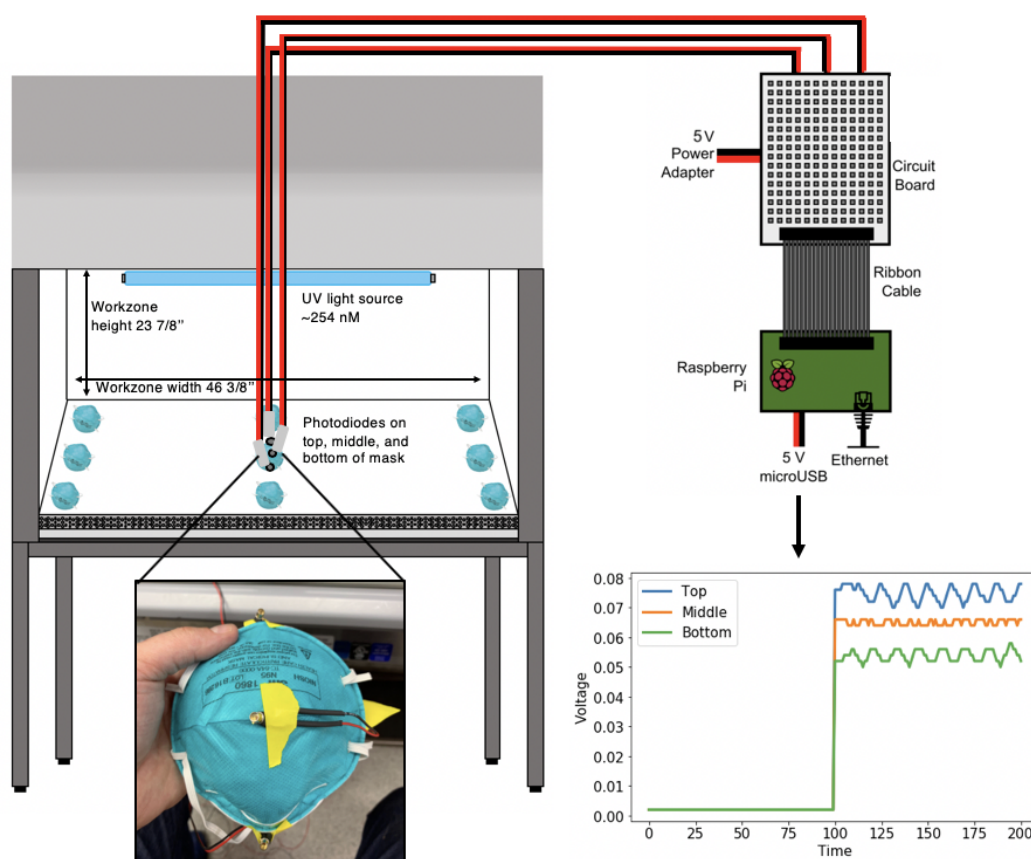 5 V
Power
Adapter
Circuit
Board
Ribbon
Cable
Raspberry
Pi
5 V
microUSB
Ethernet
Workzone
height 23 7/8”
UV light source
~254 nM
Workzone width 46 3/8”
Photodiodes on
top, middle, and
bottom of mask
1860
N95
NIOSH
Top
Middle
Bottom
Voltage
0.08
0.07
0.06
0.05
0.04
0.03
0.02
0.01
0.00
0
25
50
75
100
125
150
175
200
Time